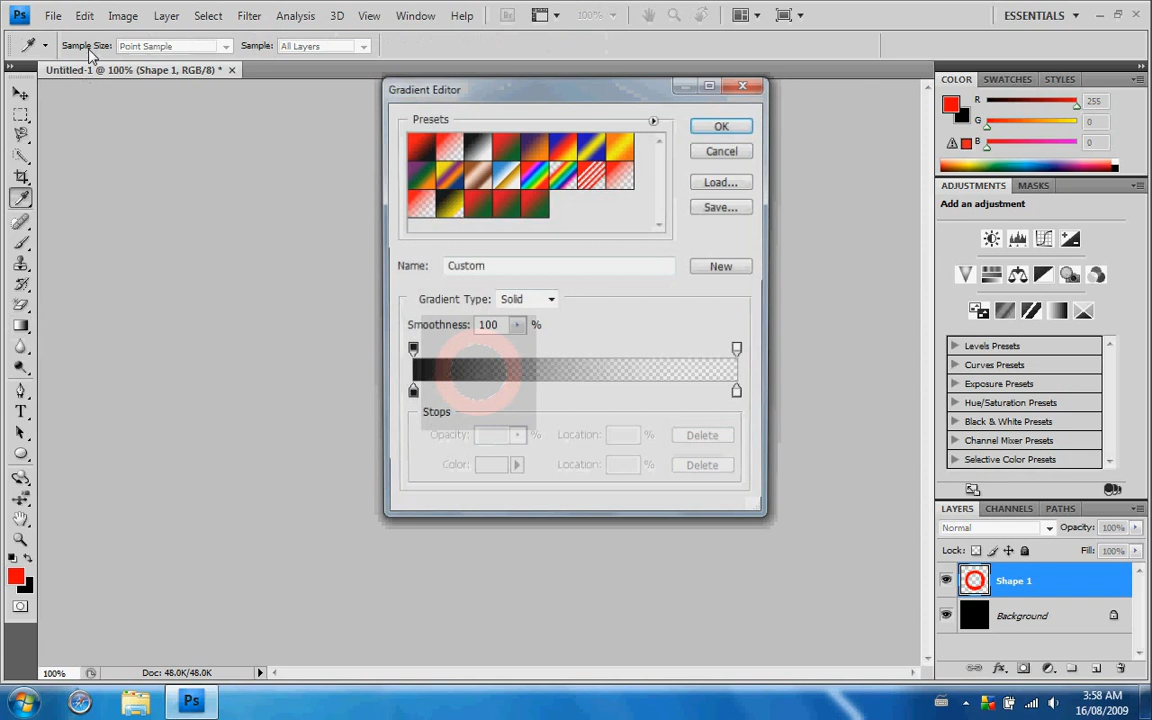 Ps File Edit Image Layer Select Filter Analysis 3D View Window Help Br 100% ESSENTIALS
Sample Size: Point Sample Sample: All Layers
Untitled-1 @ 100% (Shape 1, RGB/8) *
Gradient Editor
Presets
OK
Cancel
Load...
Save...
Name: Custom New
Gradient Type: Solid
Smoothness: 100 %
Stops
Opacity: % Location: % Delete
Color: Location: % Delete
COLOR SWATCHES STYLES
R 255
G 0
B 0
ADJUSTMENTS MASKS
Add an adjustment
Levels Presets
Curves Presets
Exposure Presets
Hue/Saturation Presets
Black & White Presets
Channel Mixer Presets
Selective Color Presets
LAYERS CHANNELS PATHS
Normal Opacity: 100%
Lock: Fill: 100%
Shape 1
Background
T
100% Doc: 48.0K/48.0K
Ps
3:58 AM
16/08/2009